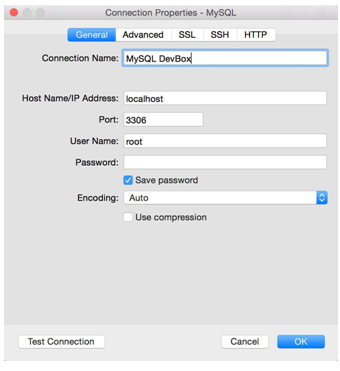 Connection Properties - MySQL
General Advanced SSL SSH HTTP
Connection Name: MySQL DevBox
Host Name/IP Address: localhost
Port: 3306
User Name: root
Password:
Save password
Encoding: Auto
Use compression
Test Connection Cancel OK